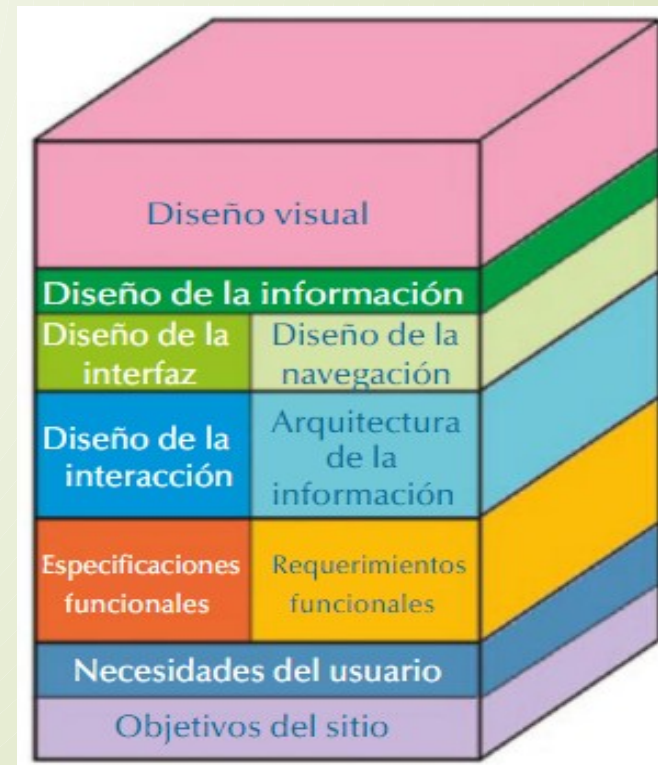 Diseño visual
Diseño de la información
Diseño de la
interfaz
Diseño de la
navegación
Diseño de la
interacción
Arquitectura
de la
información
Especificaciones
funcionales
Requerimientos
funcionales
Necesidades del usuario
Objetivos del sitio